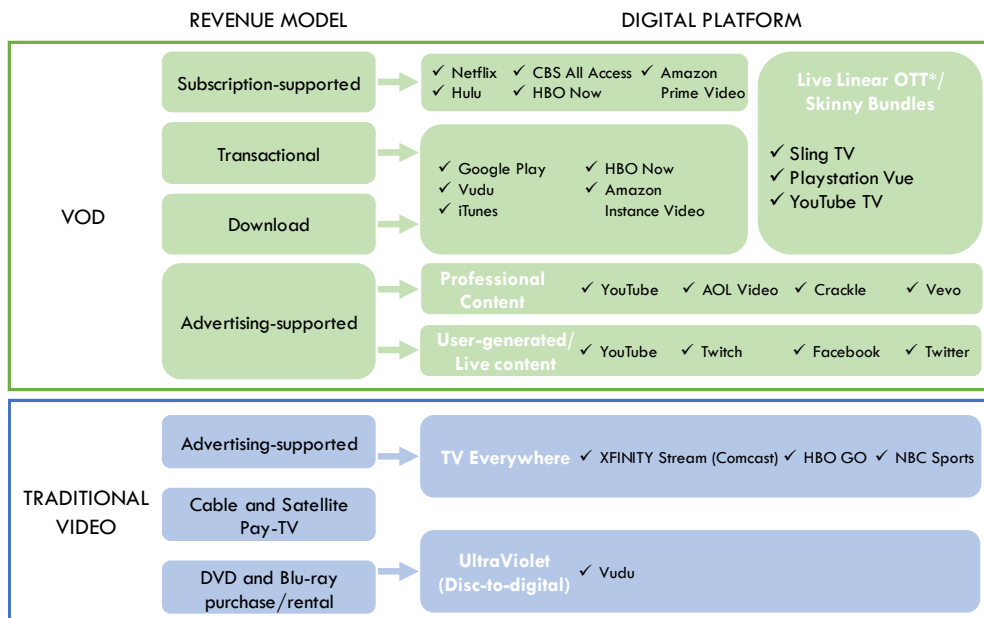 REVENUE MODEL
DIGITAL PLATFORM
VOD
Subscription-supported
✓ Netflix ✓ CBS All Access ✓ Amazon
✓ Hulu ✓ HBO Now Prime Video
Live Linear OTT*/
Skinny Bundles
✓ Sling TV
✓ Playstation Vue
✓ YouTube TV
Transactional
Download
✓ Google Play ✓ HBO Now
✓ Vudu ✓ Amazon
✓ iTunes Instance Video
Advertising-supported
Professional
Content
✓ YouTube ✓ AOL Video ✓ Crackle ✓ Vevo
User-generated/
Live content
✓ YouTube ✓ Twitch ✓ Facebook ✓ Twitter
TRADITIONAL
VIDEO
Advertising-supported
TV Everywhere ✓ XFINITY Stream (Comcast) ✓ HBO GO ✓ NBC Sports
Cable and Satellite
Pay-TV
DVD and Blu-ray
purchase/rental
UltraViolet
(Disc-to-digital)
✓ Vudu